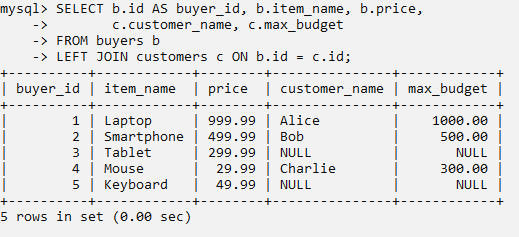 mysql> SELECT b.id AS buyer_id, b.item_name, b.price,
    ->        c.customer_name, c.max_budget
    -> FROM buyers b
    -> LEFT JOIN customers c ON b.id = c.id;
+----------+------------+--------+---------------+------------+
| buyer_id | item_name  | price  | customer_name | max_budget |
+----------+------------+--------+---------------+------------+
|        1 | Laptop     | 999.99 | Alice         |    1000.00 |
|        2 | Smartphone | 499.99 | Bob           |     500.00 |
|        3 | Tablet     | 299.99 | NULL          |       NULL |
|        4 | Mouse      |  29.99 | Charlie       |     300.00 |
|        5 | Keyboard   |  49.99 | NULL          |       NULL |
+----------+------------+--------+---------------+------------+
5 rows in set (0.00 sec)